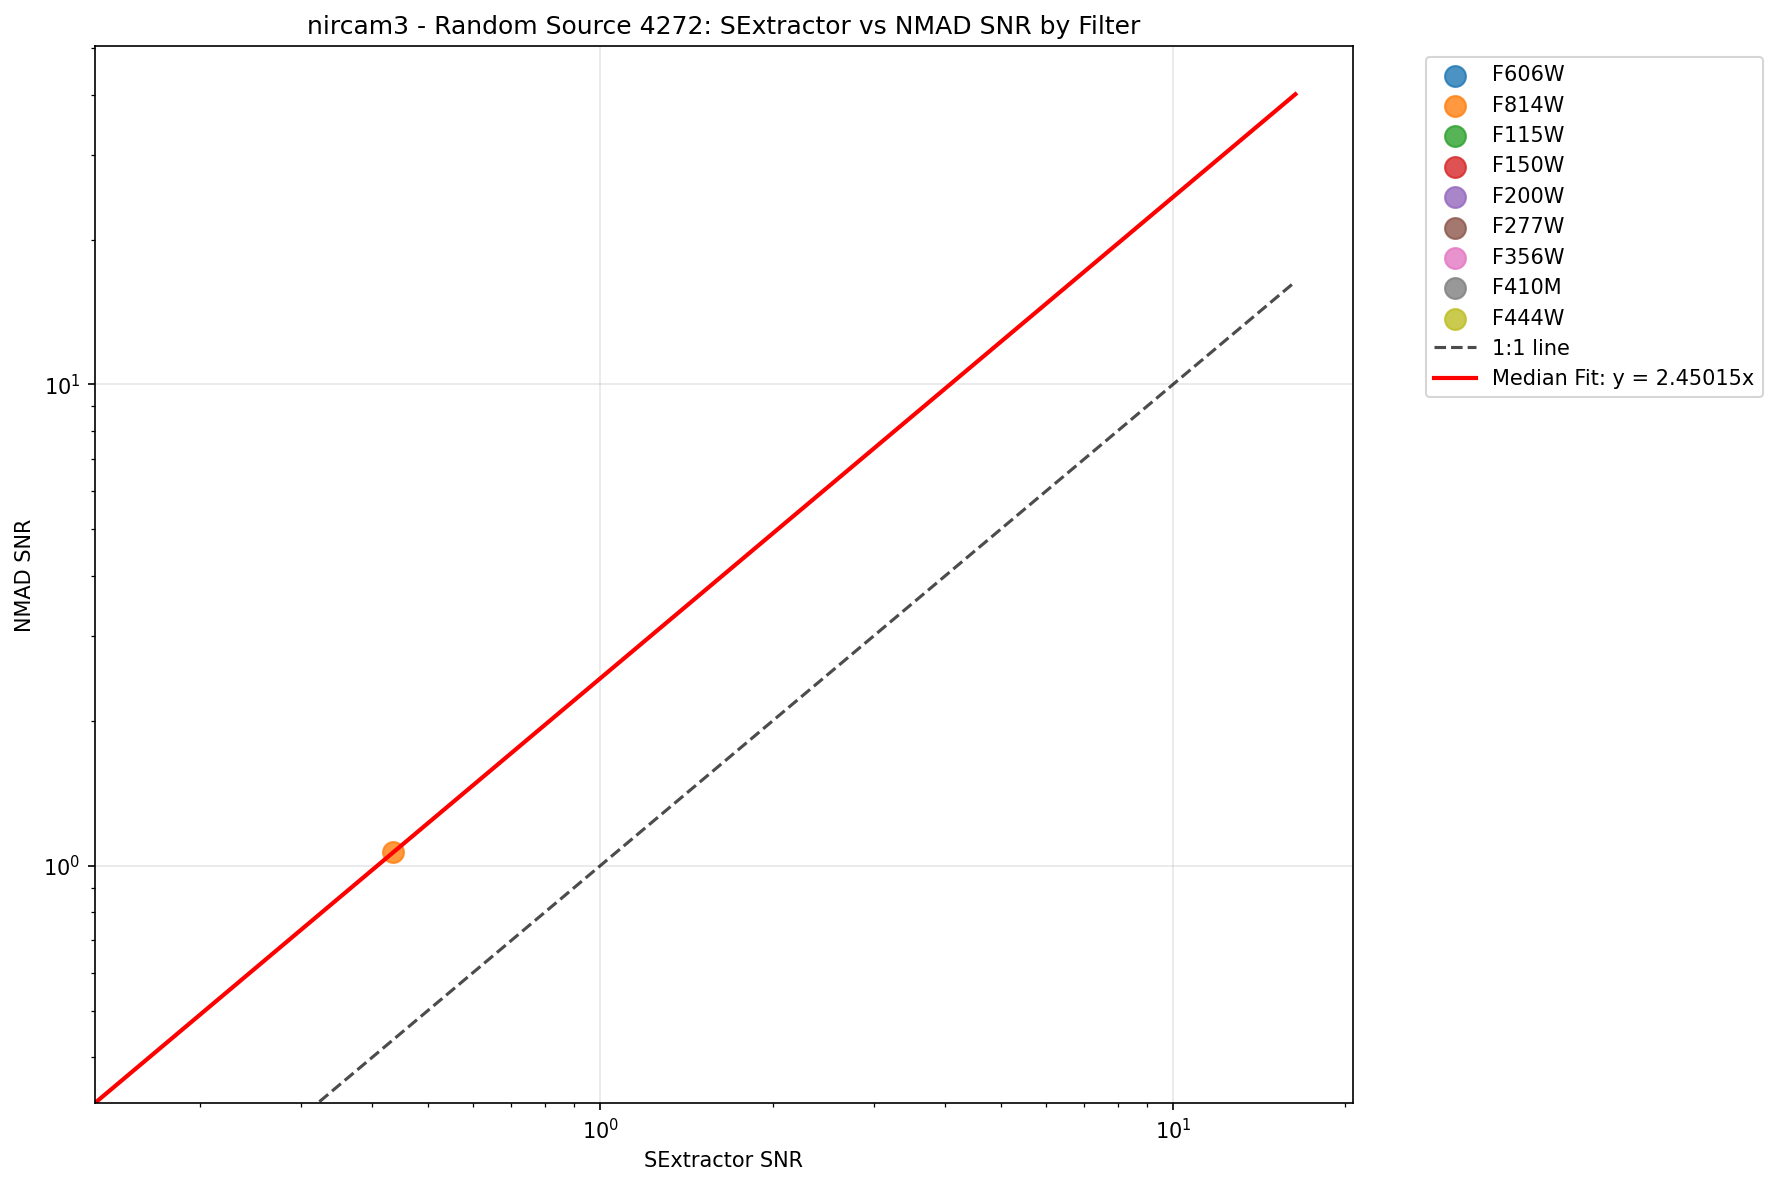 nircam3 - Random Source 4272: SExtractor vs NMAD SNR by Filter
F606W
F814W
F115W
F150W
F200W
F277W
F356W
F410M
F444W
1:1 line
Median Fit: y = 2.45015x
NMAD SNR
10¹
10⁰
10⁰
10¹
SExtractor SNR